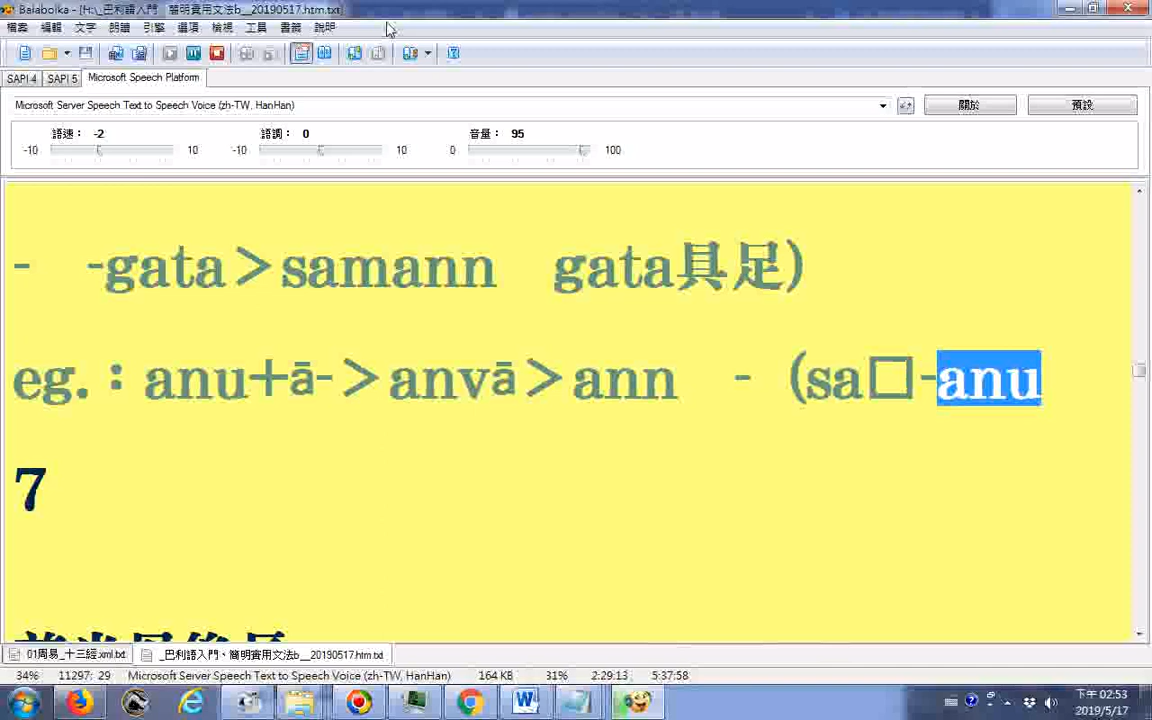 Balabolka - [H:\_巴利語入門、簡明實用文法b__20190517.htm.txt]
檔案 編輯 文字 朗讀 引擎 選項 檢視 工具 書籤 說明
SAPI 4 SAPI 5 Microsoft Speech Platform
Microsoft Server Speech Text to Speech Voice (zh-TW, HanHan) 關於 預設
語速： -2 語調： 0 音量： 95
-10 10 -10 10 0 100
- -gata＞samann gata具足)
eg.：anu+ā-＞anvā＞ann - (sa□-anu
7
01周易_十三經.xml.txt _巴利語入門、簡明實用文法b__20190517.htm.txt
34% 11297: 29 Microsoft Server Speech Text to Speech Voice (zh-TW, HanHan) 164 KB 31% 2:29:13 5:37:58
下午 02:53
2019/5/17